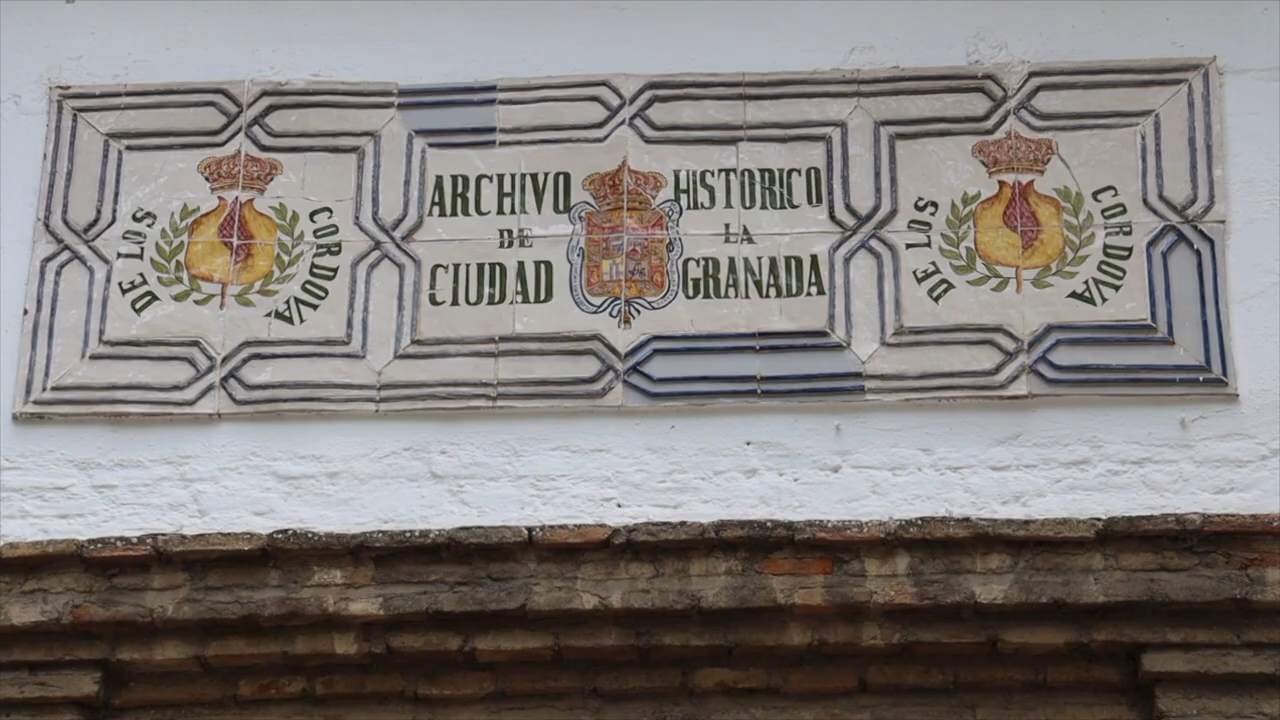 DE LOS CORDOVA
ARCHIVO HISTORICO
DE LA
CIUDAD GRANADA
DE LOS CORDOVA